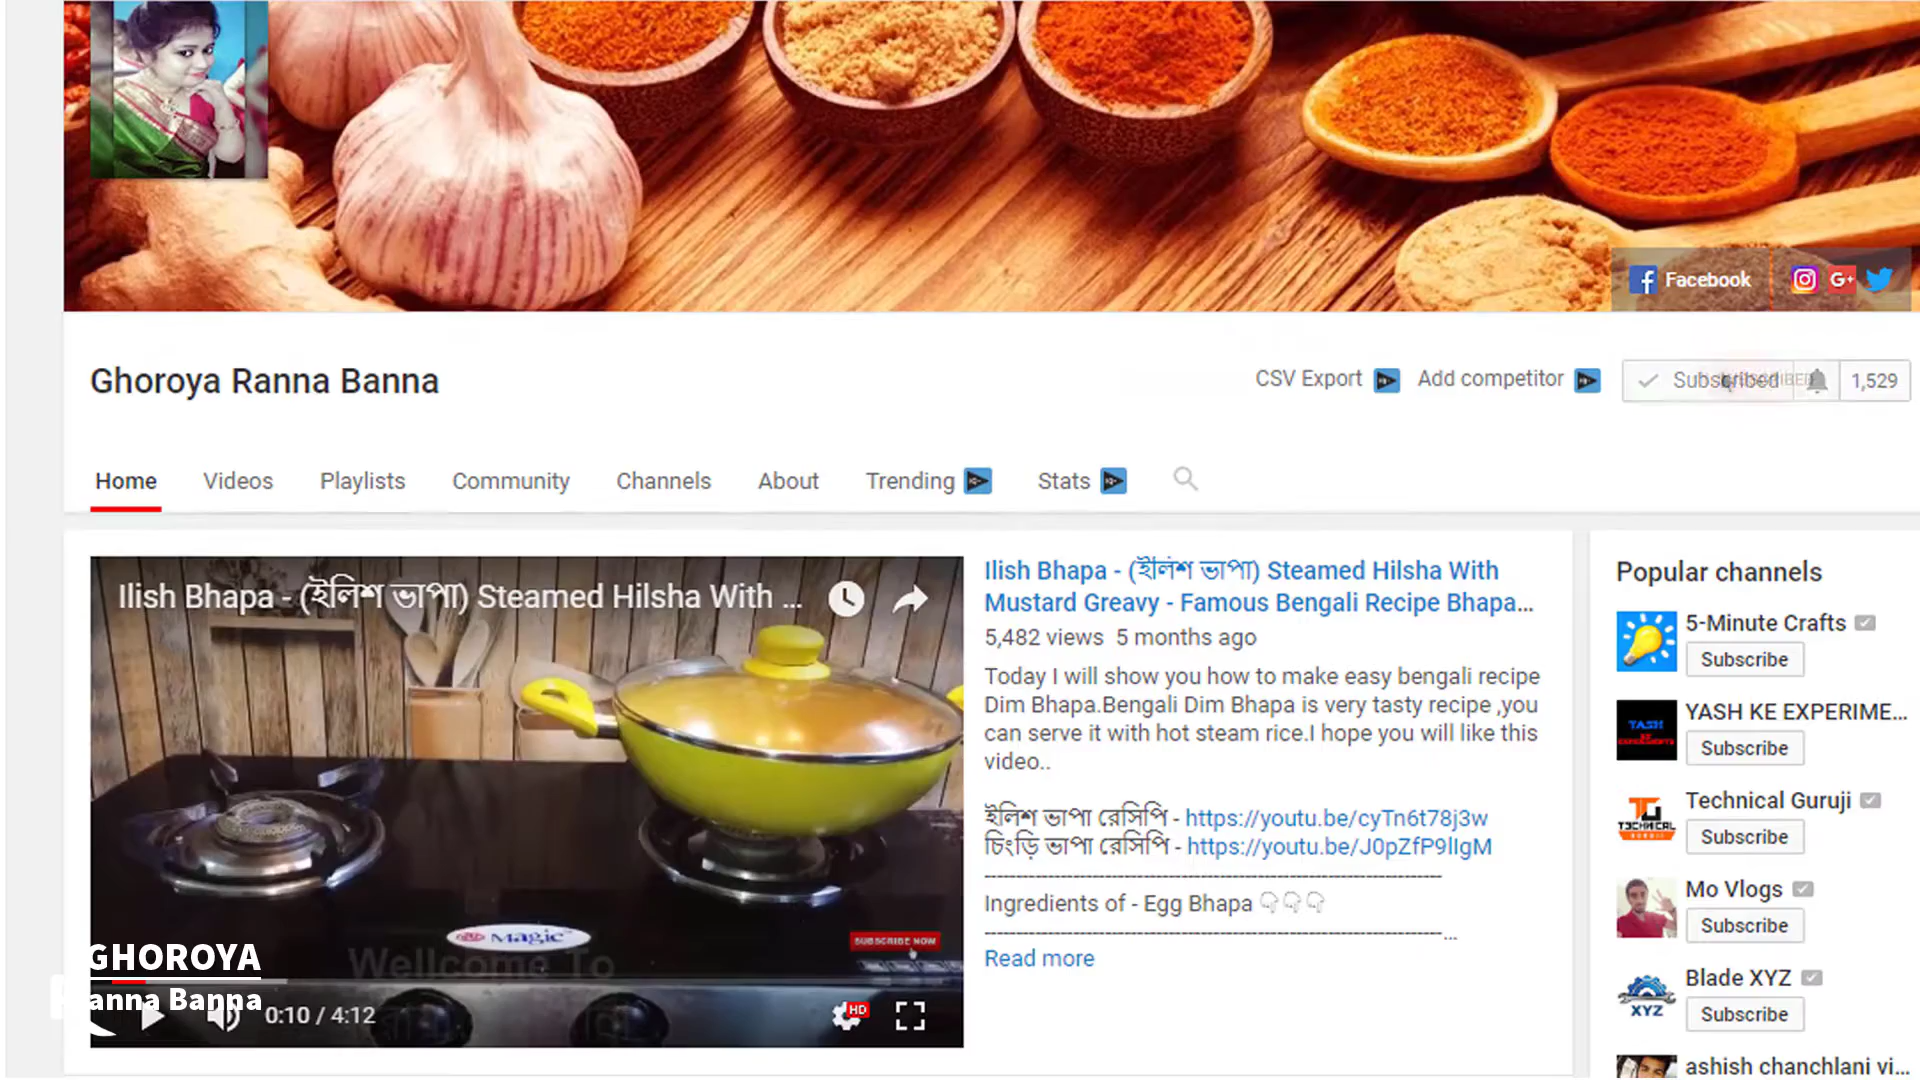 Facebook
G+
Ghoroya Ranna Banna
CSV Export
Add competitor
Subscribed
1,529
Home
Videos
Playlists
Community
Channels
About
Trending
Stats
Ilish Bhapa - (ইলিশ ভাপা) Steamed Hilsha With ...
Magic
SUBSCRIBE NOW
Wellcome To
GHOROYA
Ranna Banna
0:10 / 4:12
HD
Ilish Bhapa - (ইলিশ ভাপা) Steamed Hilsha With
Mustard Greavy - Famous Bengali Recipe Bhapa...
5,482 views 5 months ago
Today I will show you how to make easy bengali recipe
Dim Bhapa.Bengali Dim Bhapa is very tasty recipe ,you
can serve it with hot steam rice.I hope you will like this
video..
ইলিশ ভাপা রেসিপি - https://youtu.be/cyTn6t78j3w
চিংড়ি ভাপা রেসিপি - https://youtu.be/J0pZfP9lIgM
Ingredients of - Egg Bhapa
...
Read more
Popular channels
5-Minute Crafts
Subscribe
YASH KE EXPERIME...
Subscribe
Technical Guruji
Subscribe
Mo Vlogs
Subscribe
Blade XYZ
Subscribe
XYZ
ashish chanchlani vi...